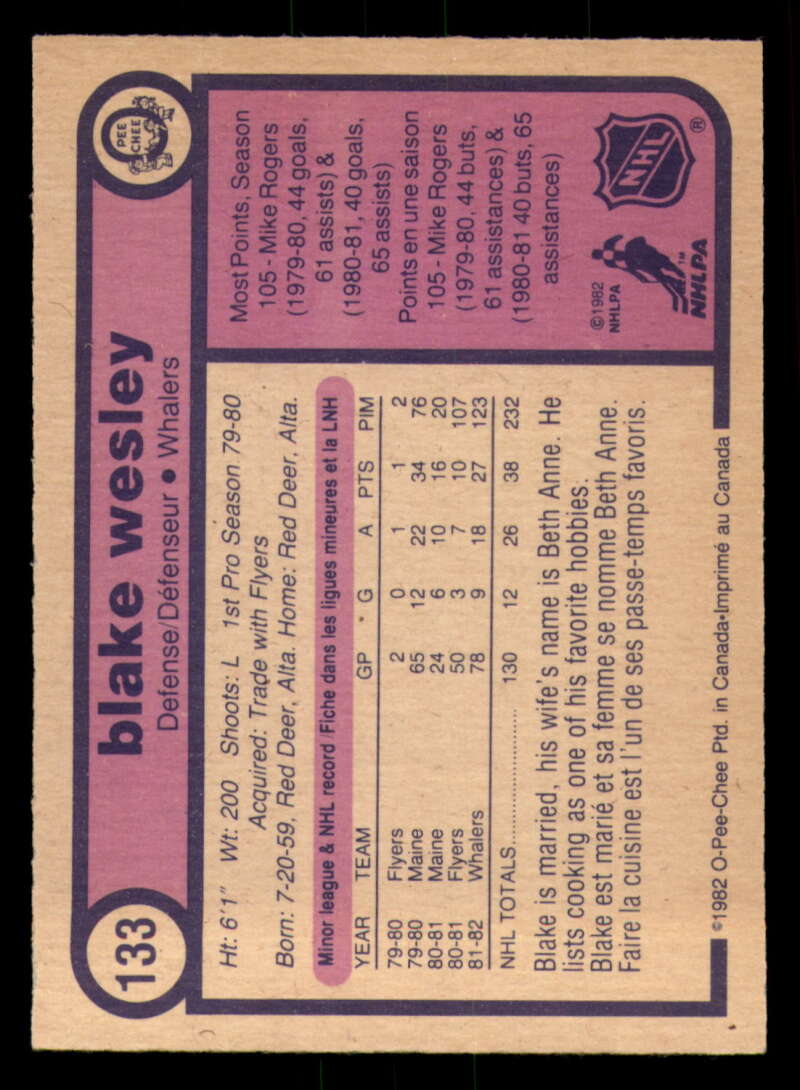 133
blake wesley
Defense/Défenseur • Whalers
O
PEE
CHEE
Ht: 6'1" Wt: 200 Shoots: L 1st Pro Season 79-80
Acquired: Trade with Flyers
Born: 7-20-59, Red Deer, Alta. Home: Red Deer, Alta.
Minor league & NHL record/Fiche dans les ligues mineures et la LNH
YEAR TEAM GP G A PTS PIM
79-80 Flyers 2 0 1 1 2
79-80 Maine 65 12 22 34 76
80-81 Maine 24 6 10 16 20
80-81 Flyers 50 3 7 10 107
81-82 Whalers 78 9 18 27 123
NHL TOTALS.................... 130 12 26 38 232
Blake is married, his wife's name is Beth Anne. He
lists cooking as one of his favorite hobbies.
Blake est marié et sa femme se nomme Beth Anne.
Faire la cuisine est l'un de ses passe-temps favoris.
Most Points, Season
105 - Mike Rogers
(1979-80, 44 goals,
61 assists) &
(1980-81, 40 goals,
65 assists)
Points en une saison
105 - Mike Rogers
(1979-80, 44 buts,
61 assistances) &
(1980-81 40 buts, 65
assistances)
©1982
NHLPA
NHL
®
NHLPA
™
©1982 O-Pee-Chee Ptd. in Canada•Imprimé au Canada